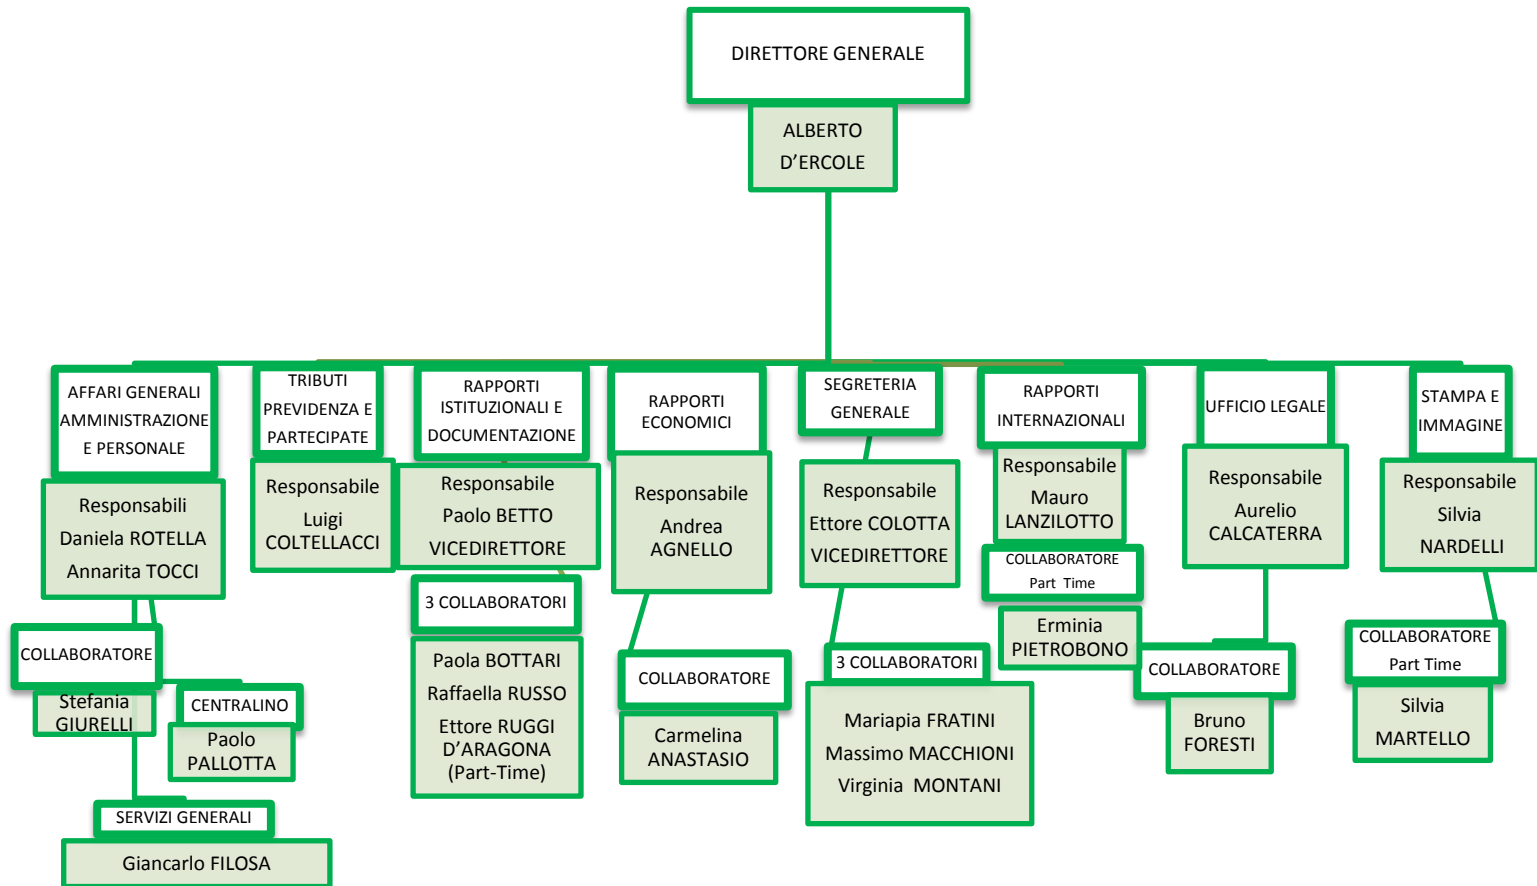 DIRETTORE GENERALE
ALBERTO
D’ERCOLE
AFFARI GENERALI
AMMINISTRAZIONE
E PERSONALE
Responsabili
Daniela ROTELLA
Annarita TOCCI
COLLABORATORE
Stefania
GIURELLI
CENTRALINO
Paolo
PALLOTTA
SERVIZI GENERALI
Giancarlo FILOSA
TRIBUTI
PREVIDENZA E
PARTECIPATE
Responsabile
Luigi
COLTELLACCI
RAPPORTI
ISTITUZIONALI E
DOCUMENTAZIONE
Responsabile
Paolo BETTO
VICEDIRETTORE
3 COLLABORATORI
Paola BOTTARI
Raffaella RUSSO
Ettore RUGGI
D’ARAGONA
(Part-Time)
RAPPORTI
ECONOMICI
Responsabile
Andrea
AGNELLO
COLLABORATORE
Carmelina
ANASTASIO
SEGRETERIA
GENERALE
Responsabile
Ettore COLOTTA
VICEDIRETTORE
3 COLLABORATORI
Mariapia FRATINI
Massimo MACCHIONI
Virginia MONTANI
RAPPORTI
INTERNAZIONALI
Responsabile
Mauro
LANZILOTTO
COLLABORATORE
Part Time
Erminia
PIETROBONO
UFFICIO LEGALE
Responsabile
Aurelio
CALCATERRA
COLLABORATORE
Bruno
FORESTI
STAMPA E
IMMAGINE
Responsabile
Silvia
NARDELLI
COLLABORATORE
Part Time
Silvia
MARTELLO